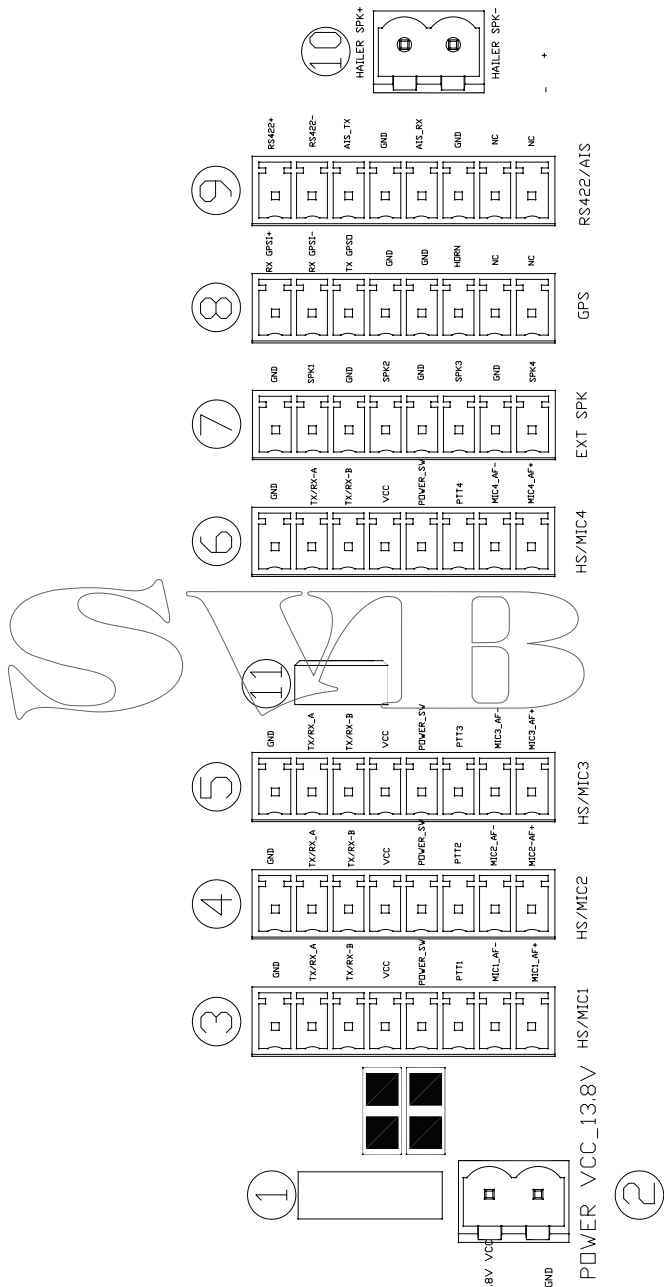 10
HAILER SPK+
HAILER SPK-
- +
9
RS422+
RS422-
AIS_TX
GND
AIS_RX
GND
NC
NC
RS422/AIS
8
RX GPSI+
RX GPSI-
TX GPSO
GND
GND
HORN
NC
NC
GPS
7
GND
SPK1
GND
SPK2
GND
SPK3
GND
SPK4
EXT SPK
6
GND
TX/RX-A
TX/RX-B
VCC
POWER_SW
PTT4
MIC4_AF-
MIC4_AF+
HS/MIC4
SVB
11
5
GND
TX/RX_A
TX/RX-B
VCC
POWER_SW
PTT3
MIC3_AF-
MIC3_AF+
HS/MIC3
4
GND
TX/RX_A
TX/RX-B
VCC
POWER_SW
PTT2
MIC2_AF-
MIC2-AF+
HS/MIC2
3
GND
TX/RX_A
TX/RX-B
VCC
POWER_SW
PTT1
MIC1_AF-
MIC1_AF+
HS/MIC1
1
.8V VCC
GND
POWER VCC_13.8V
2